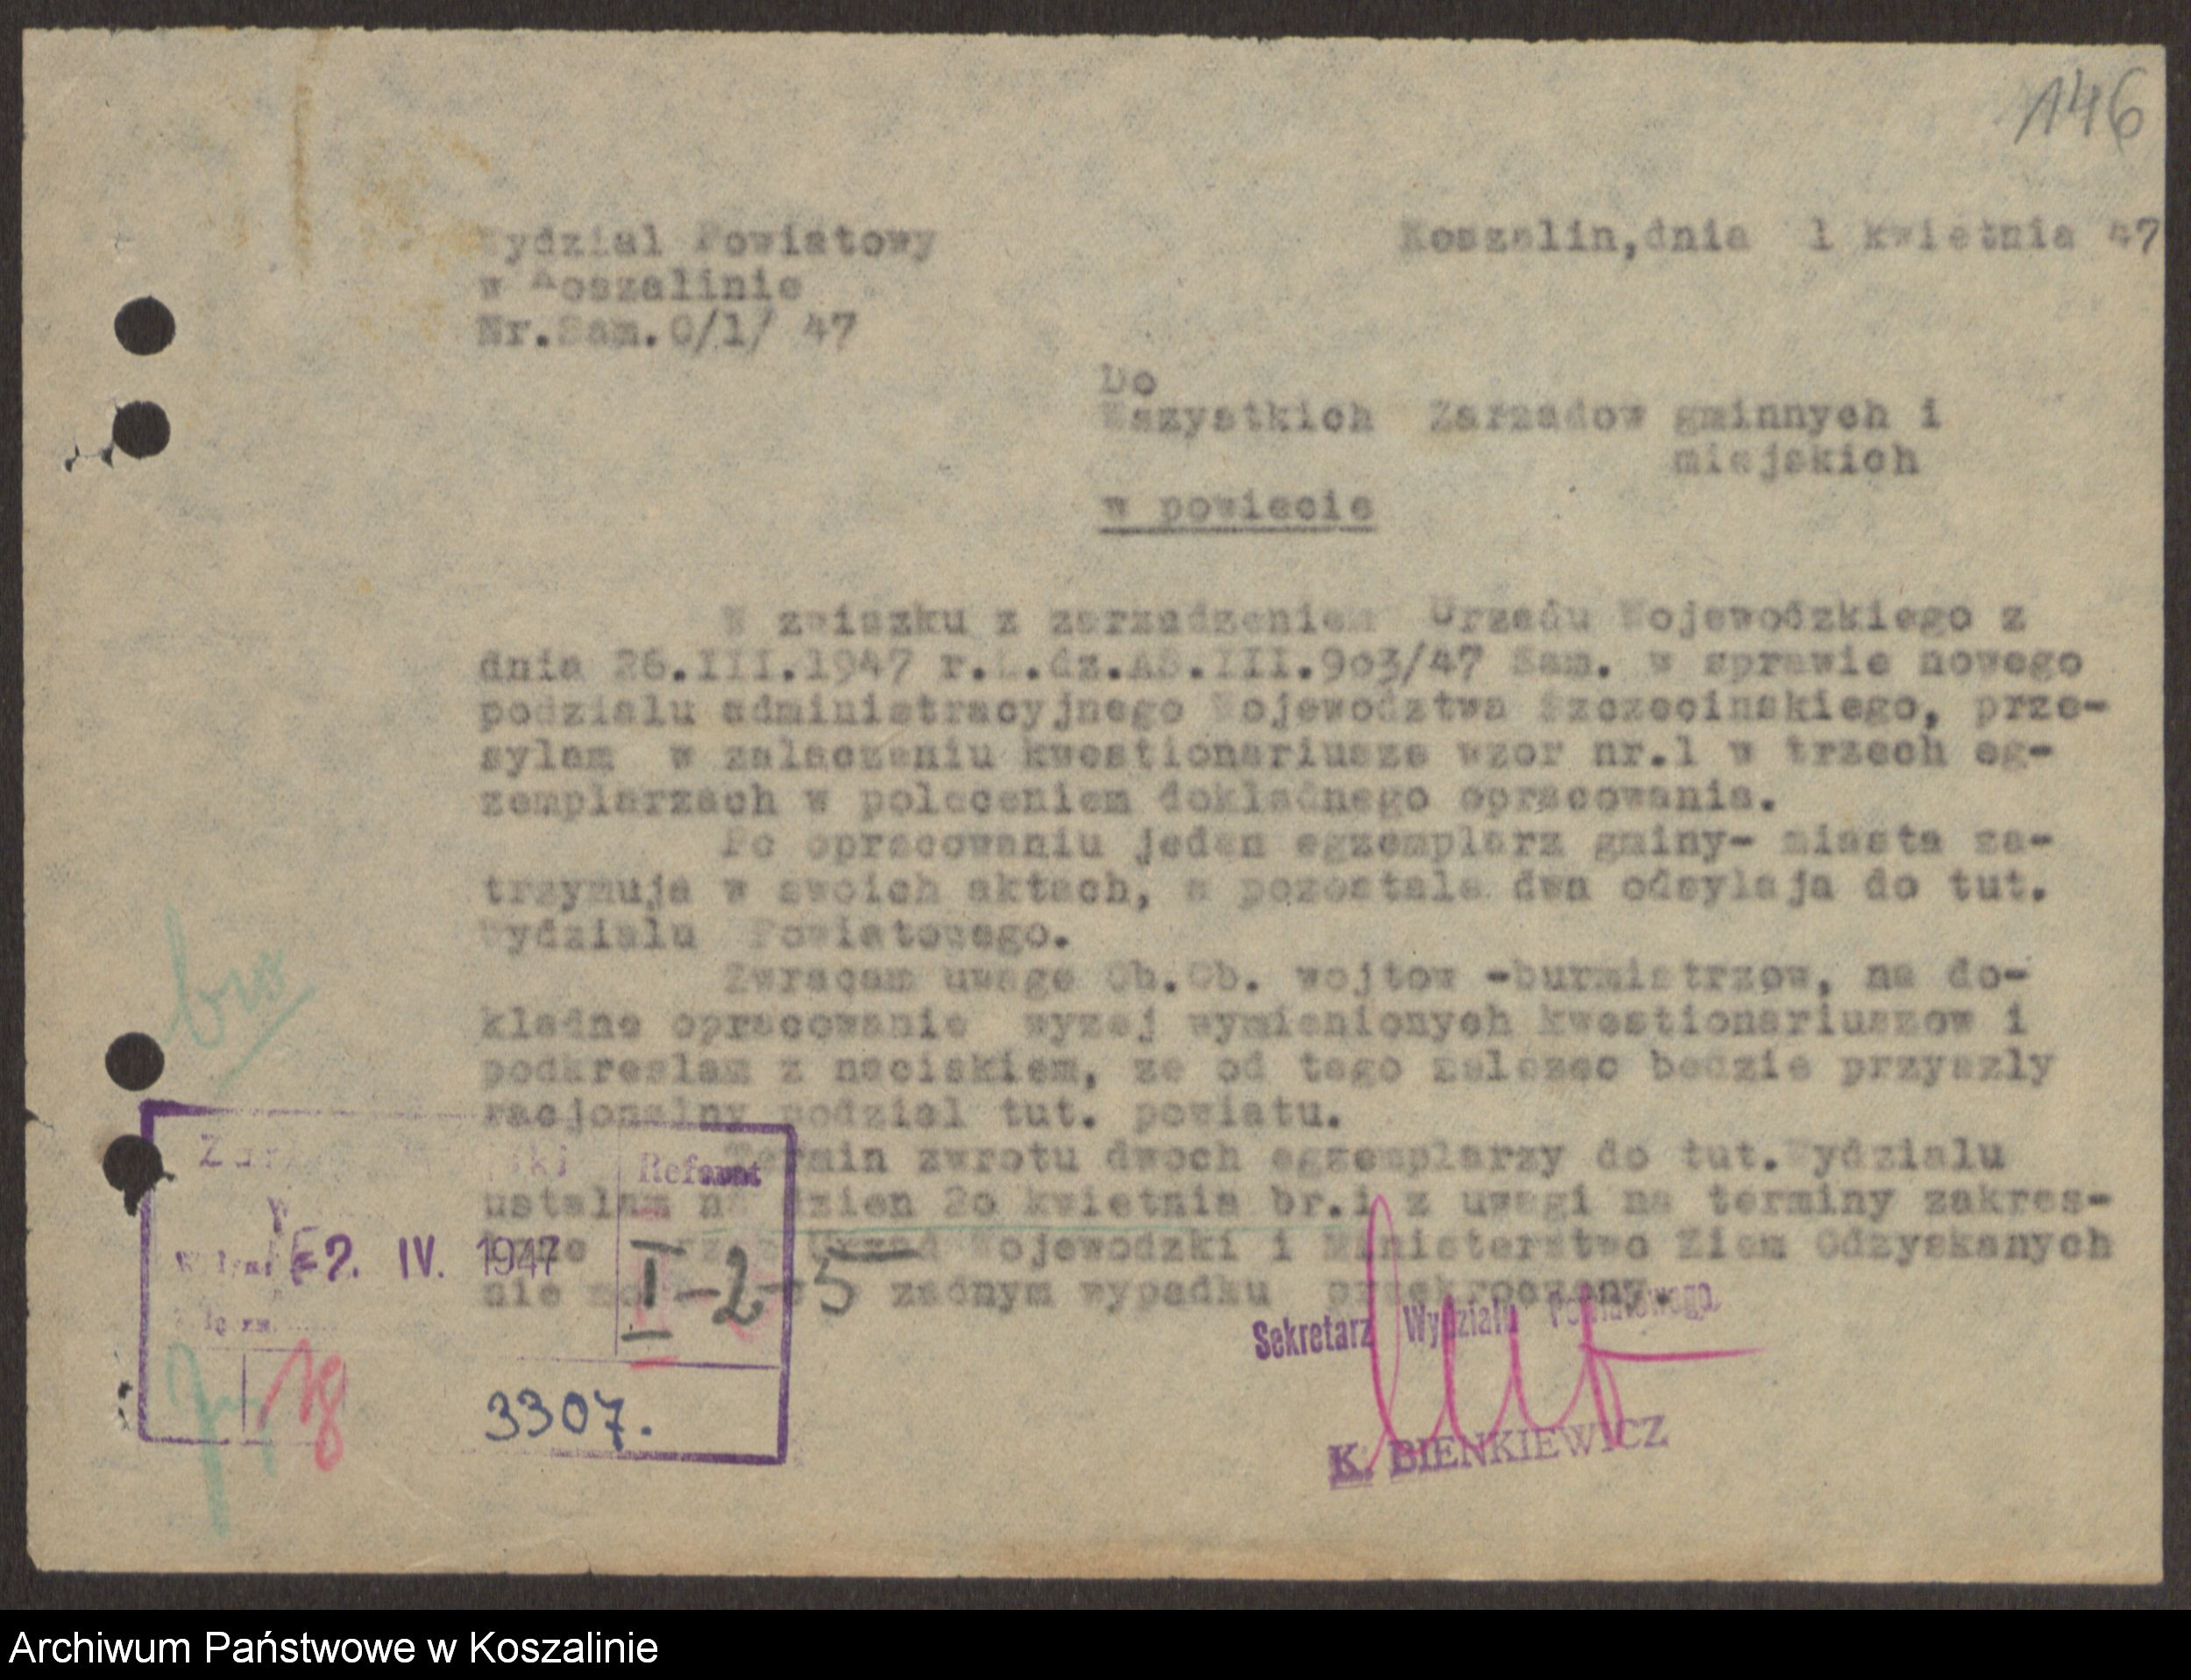 146
Wydzial Powiatowy
Koszalin,dnia 1 kwietnia 47
w Koszalinie
Nr.Sam.0/1/ 47
Do
Wszystkich Zarzadow gminnych i
miejskich
w powiecie
W zwiazku z zarzadzeniem Urzedu Wojewodzkiego z
dnia 26.III.1947 r.L.dz.AS.III.903/47 Sam. w sprawie nowego
podzialu administracyjnego Wojewodztwa Szczecinskiego, prze-
sylam w zalaczeniu kwestionariusze wzor nr.1 w trzech eg-
zemplarzach w poleceniem dokladnego opracowania.
Po opracowaniu jeden egzemplarz gminy- miasta za-
trzymuja w swoich aktach, a pozostale dwa odsylaja do tut.
Wydzialu Powiatowego.
Zwracam uwage Ob.Ob. wojtow -burmistrzow, na do-
kladne opracowanie wyzej wymienionych kwestionariuszow i
podkreslam z naciskiem, ze od tego zalezec bedzie przyszly
racjonalny podziel tut. powiatu.
Termin zwrotu dwoch egzemplarzy do tut.Wydzialu
ustalam na dzien 20 kwietnia br.i z uwagi na terminy zakres-
lone przez Urzad Wojewodzki i Ministerstwo Ziem Odzyskanych
nie zadnym wypadku przekroczony.
Referat
2. IV. 1947
I-2-5
3307.
Sekretarz Wydziału Powiatowego
K. BIENKIEWICZ
Archiwum Państwowe w Koszalinie